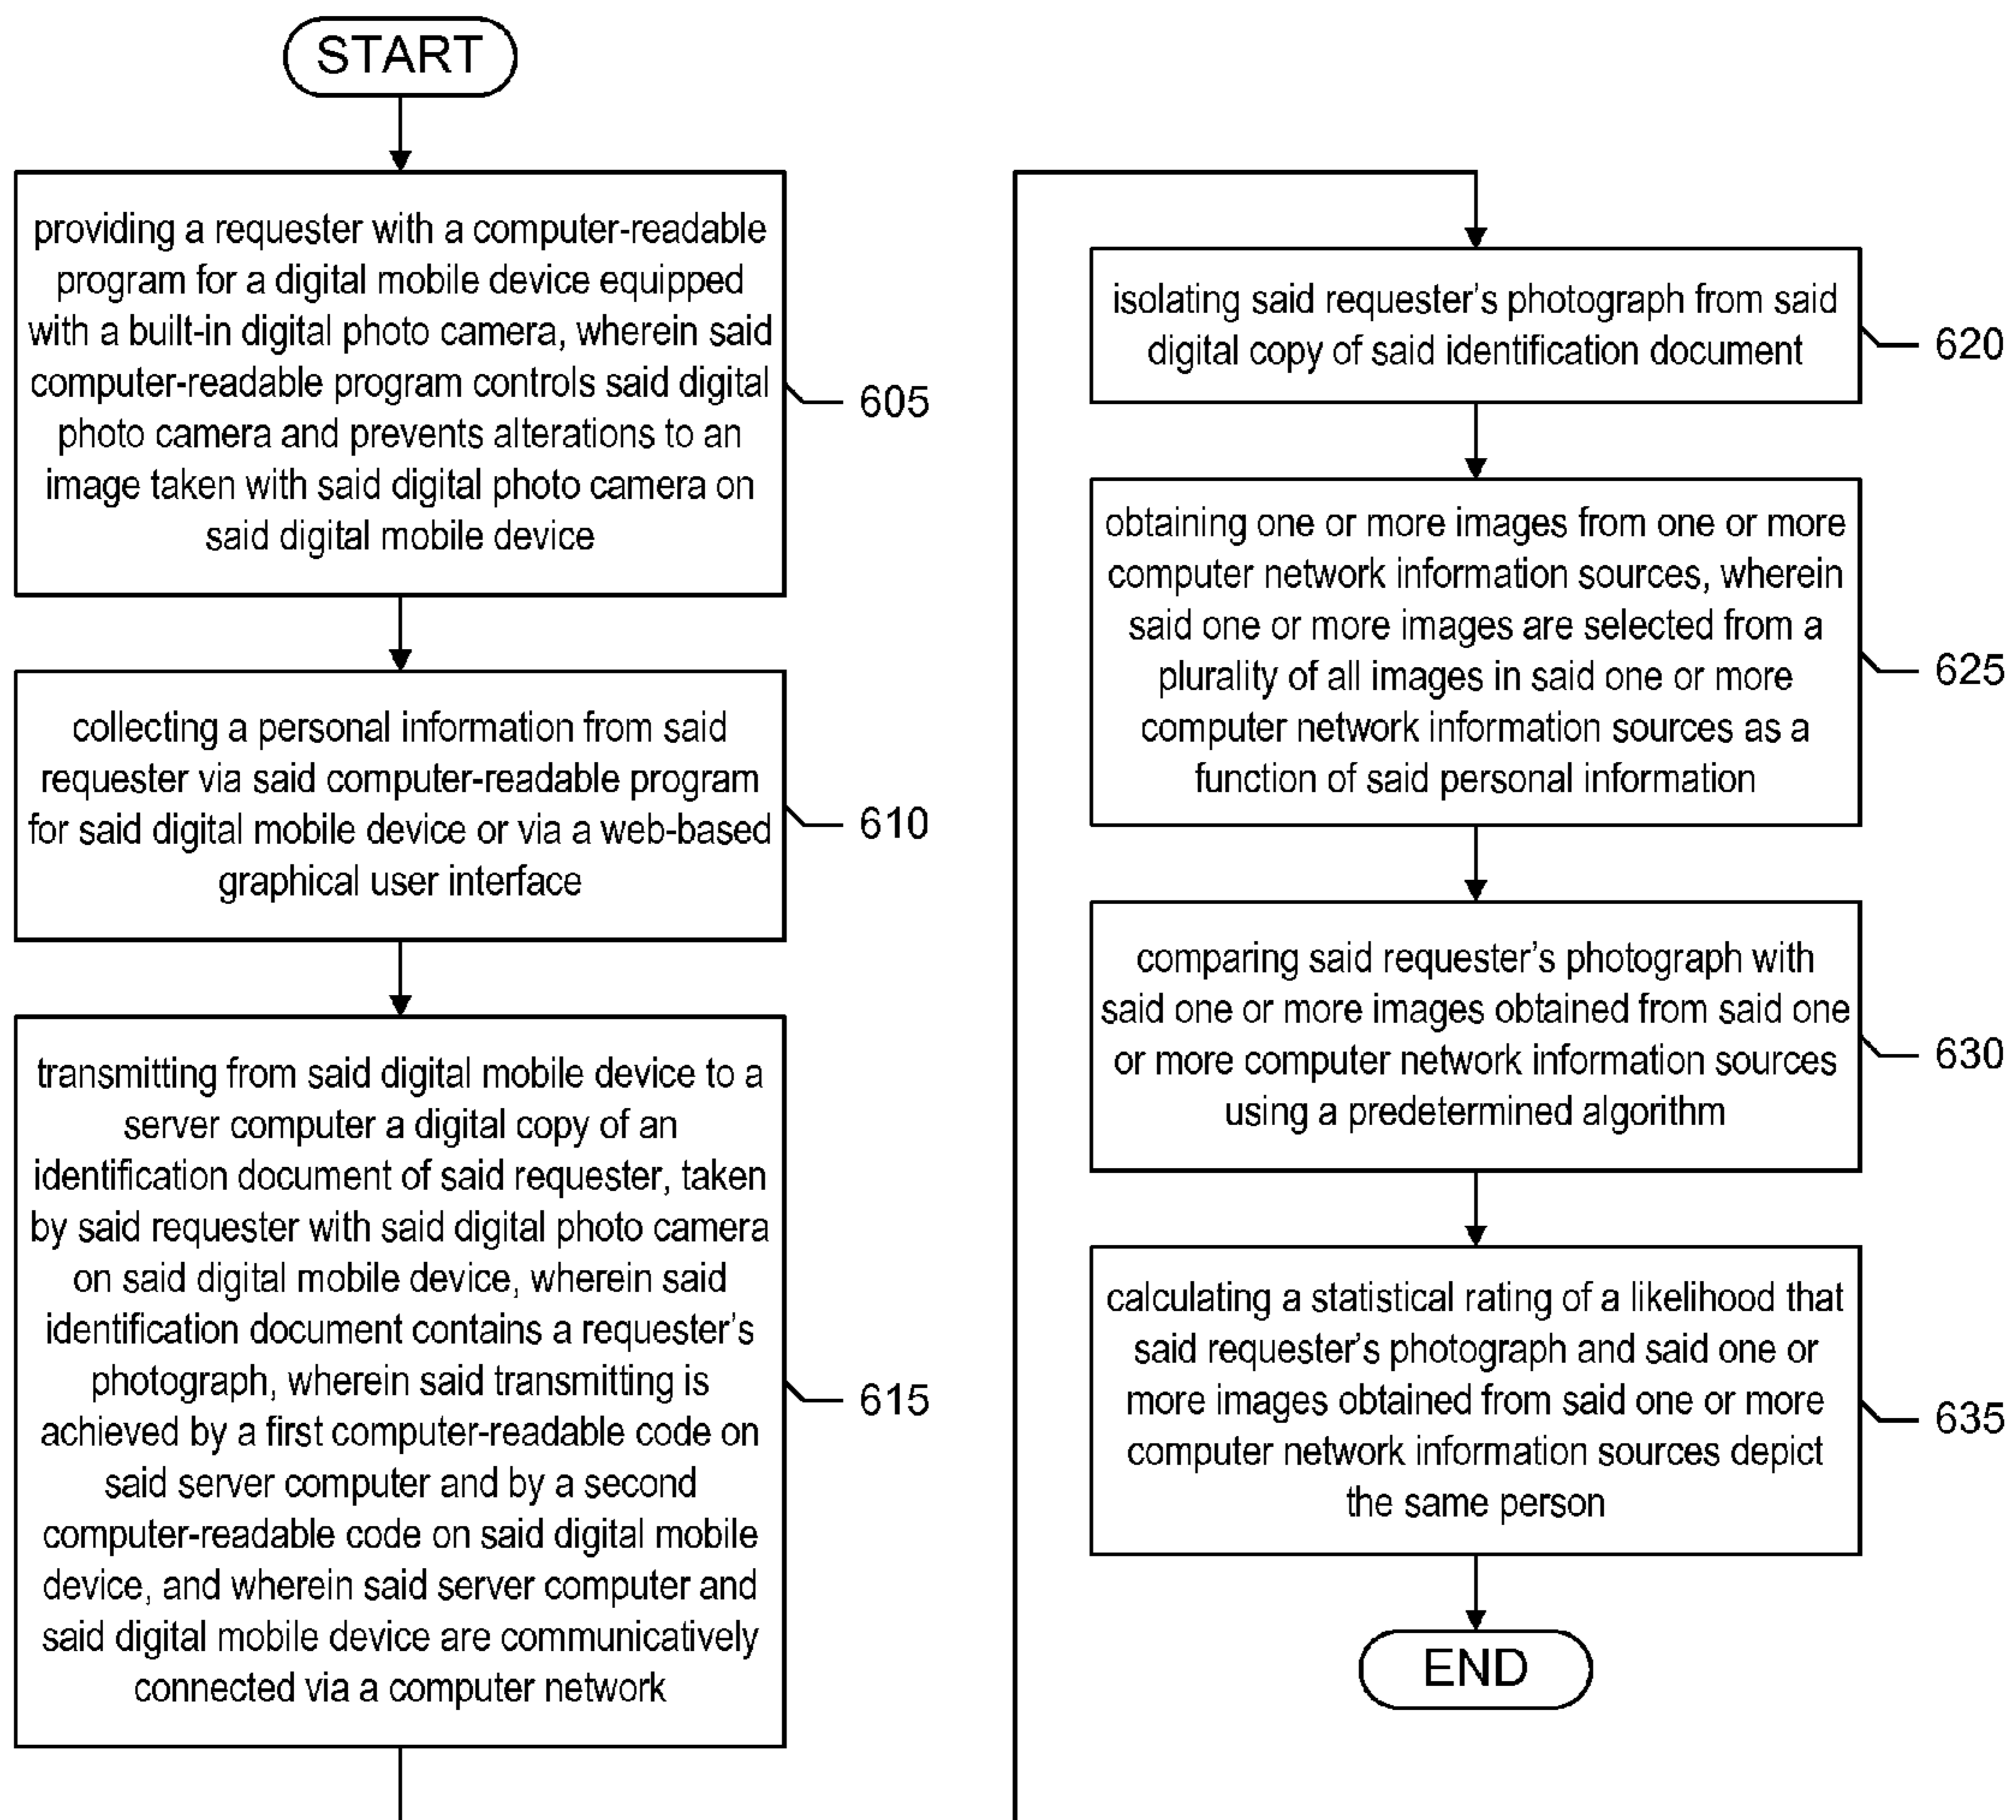 START
providing a requester with a computer-readable
program for a digital mobile device equipped
with a built-in digital photo camera, wherein said
computer-readable program controls said digital
photo camera and prevents alterations to an
image taken with said digital photo camera on
said digital mobile device
605
collecting a personal information from said
requester via said computer-readable program
for said digital mobile device or via a web-based
graphical user interface
610
transmitting from said digital mobile device to a
server computer a digital copy of an
identification document of said requester, taken
by said requester with said digital photo camera
on said digital mobile device, wherein said
identification document contains a requester's
photograph, wherein said transmitting is
achieved by a first computer-readable code on
said server computer and by a second
computer-readable code on said digital mobile
device, and wherein said server computer and
said digital mobile device are communicatively
connected via a computer network
615
isolating said requester's photograph from said
digital copy of said identification document
620
obtaining one or more images from one or more
computer network information sources, wherein
said one or more images are selected from a
plurality of all images in said one or more
computer network information sources as a
function of said personal information
625
comparing said requester's photograph with
said one or more images obtained from said one
or more computer network information sources
using a predetermined algorithm
630
calculating a statistical rating of a likelihood that
said requester's photograph and said one or
more images obtained from said one or more
computer network information sources depict
the same person
635
END